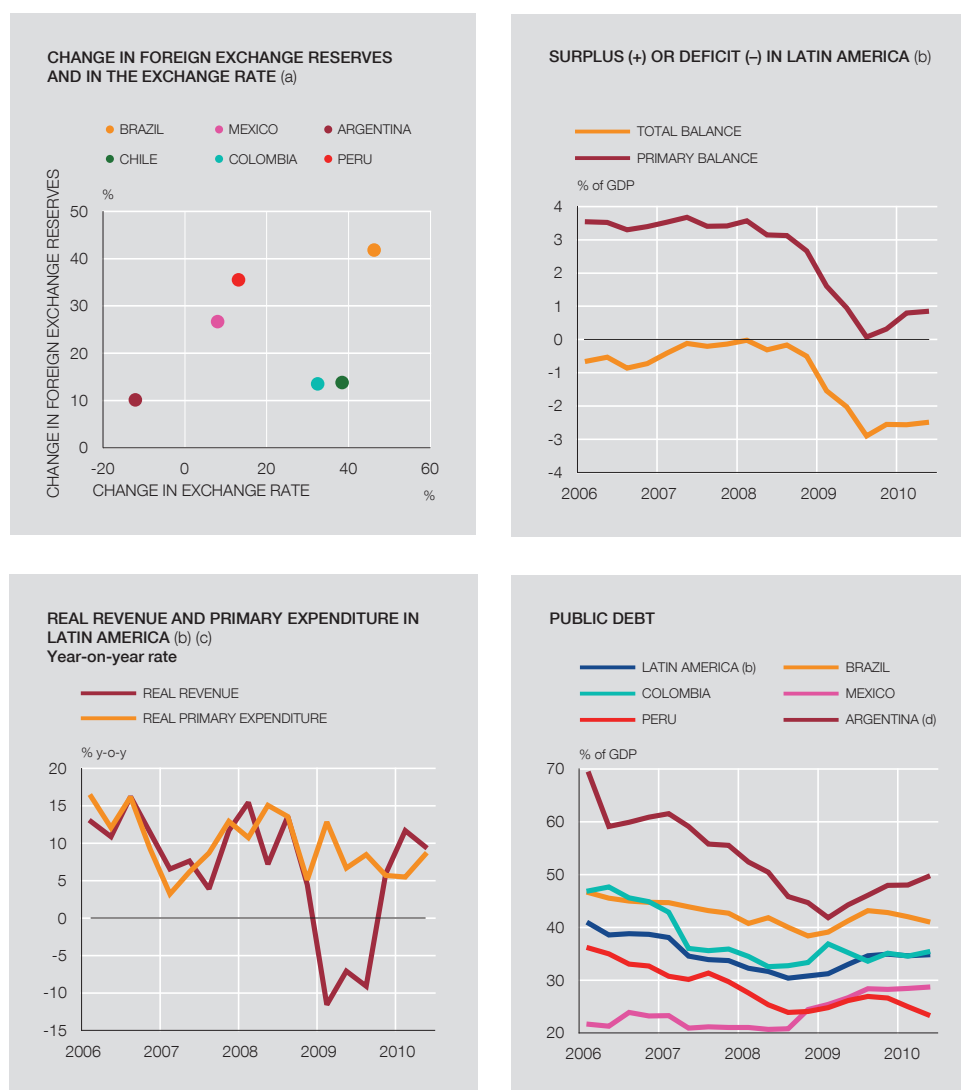 CHANGE IN FOREIGN EXCHANGE RESERVES
AND IN THE EXCHANGE RATE (a)
BRAZIL
MEXICO
ARGENTINA
CHILE
COLOMBIA
PERU
%
CHANGE IN FOREIGN EXCHANGE RESERVES
50
40
30
20
10
0
-20
0
20
40
60
CHANGE IN EXCHANGE RATE
%
SURPLUS (+) OR DEFICIT (–) IN LATIN AMERICA (b)
TOTAL BALANCE
PRIMARY BALANCE
% of GDP
4
3
2
1
0
-1
-2
-3
-4
2006
2007
2008
2009
2010
REAL REVENUE AND PRIMARY EXPENDITURE IN
LATIN AMERICA (b) (c)
Year-on-year rate
REAL REVENUE
REAL PRIMARY EXPENDITURE
% y-o-y
20
15
10
5
0
-5
-10
-15
2006
2007
2008
2009
2010
PUBLIC DEBT
LATIN AMERICA (b)
BRAZIL
COLOMBIA
MEXICO
PERU
ARGENTINA (d)
% of GDP
70
60
50
40
30
20
2006
2007
2008
2009
2010